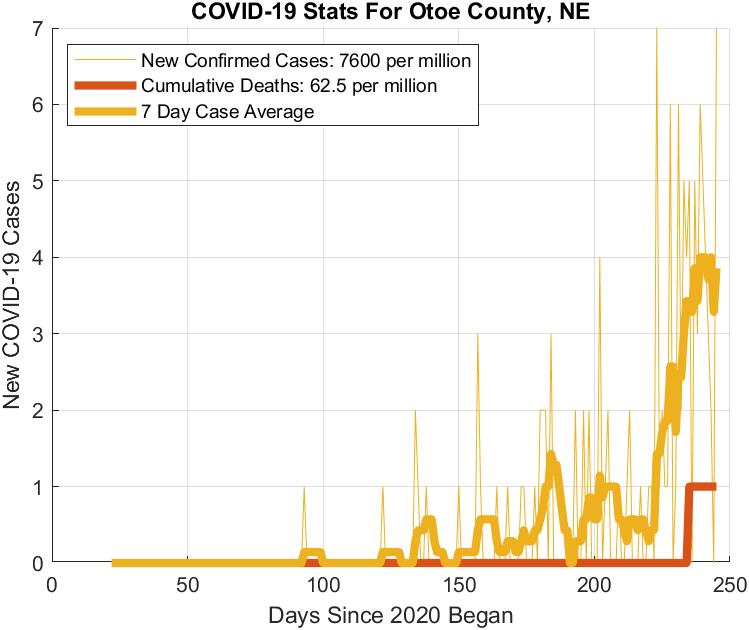 COVID-19 Stats For Otoe County, NE
7
6
5
4
3
2
1
0
New COVID-19 Cases
New Confirmed Cases: 7600 per million
Cumulative Deaths: 62.5 per million
7 Day Case Average
0 50 100 150 200 250
Days Since 2020 Began